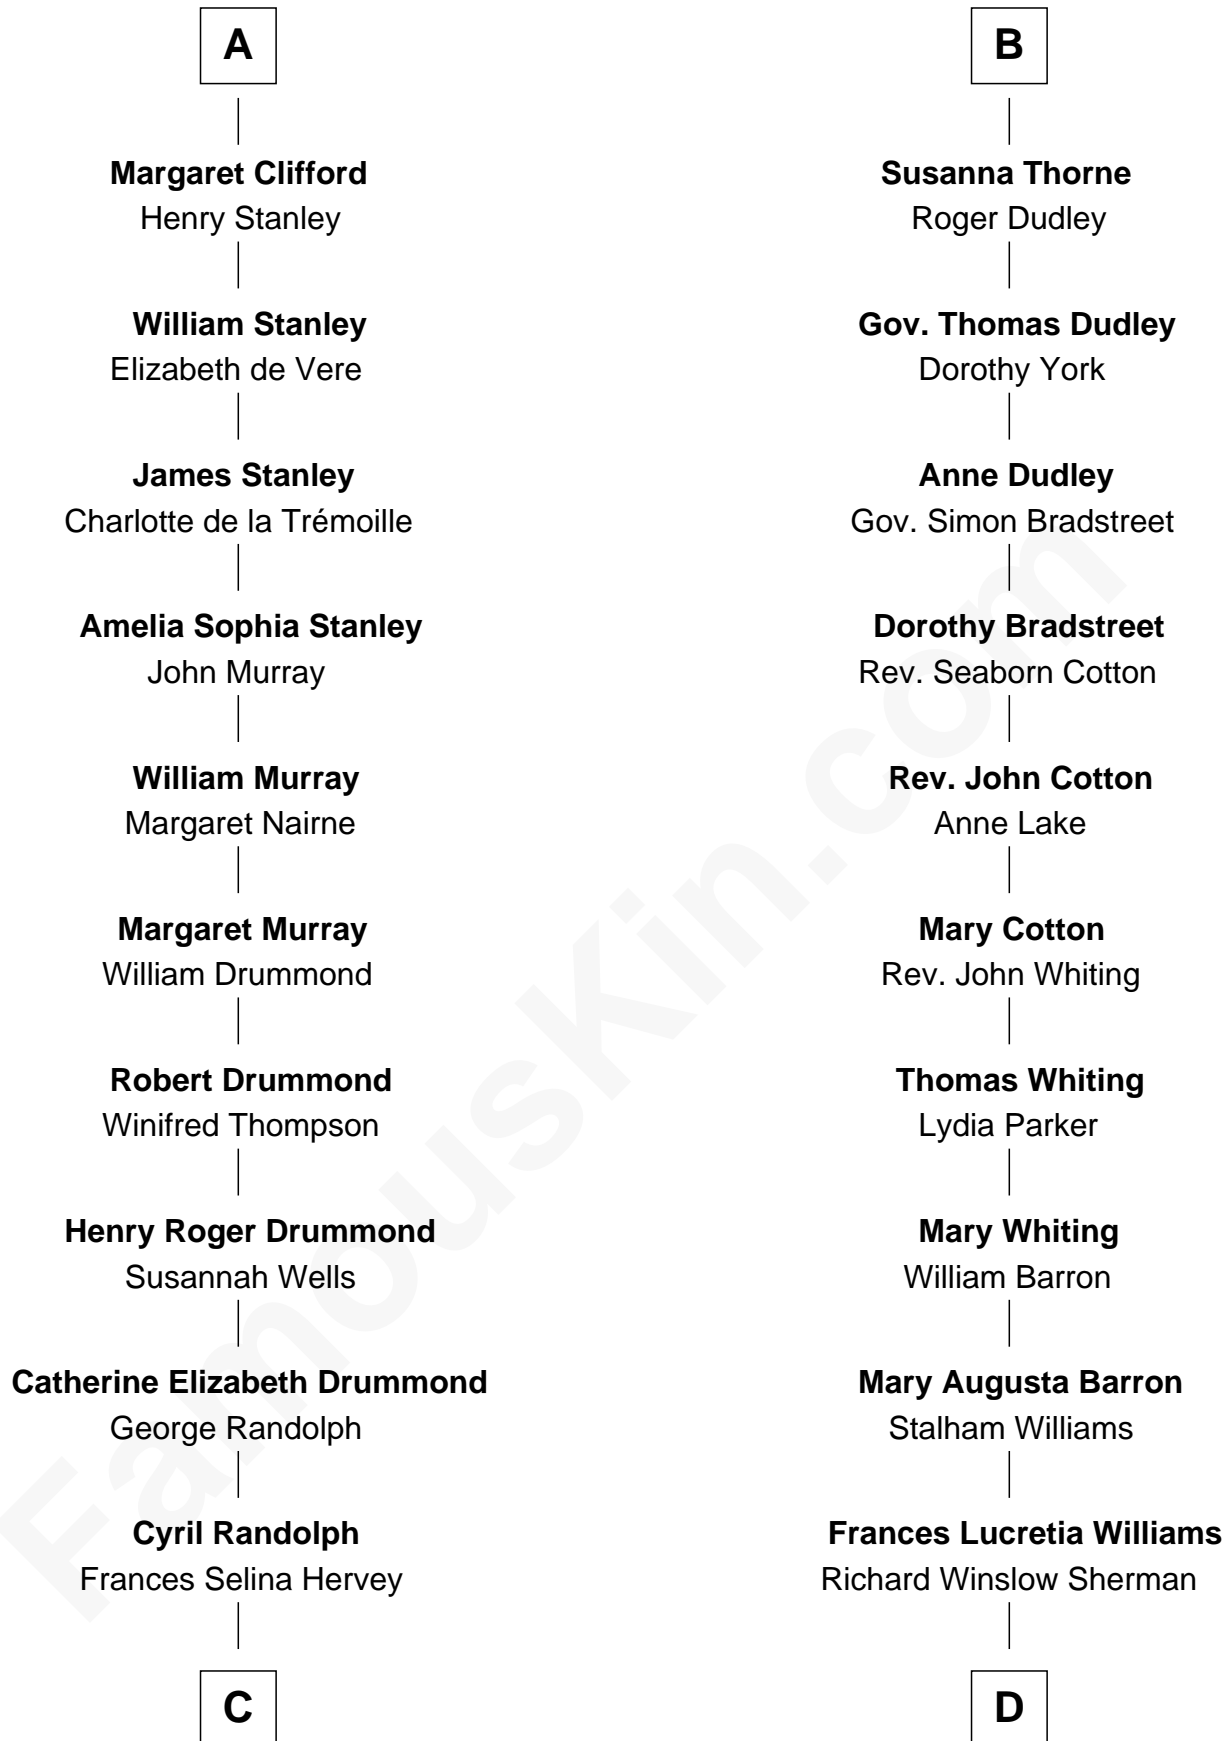 A
Margaret Clifford
Henry Stanley
William Stanley
Elizabeth de Vere
James Stanley
Charlotte de la Trémoille
Amelia Sophia Stanley
John Murray
William Murray
Margaret Nairne
Margaret Murray
William Drummond
Robert Drummond
Winifred Thompson
Henry Roger Drummond
Susannah Wells
Catherine Elizabeth Drummond
George Randolph
Cyril Randolph
Frances Selina Hervey
C
B
Susanna Thorne
Roger Dudley
Gov. Thomas Dudley
Dorothy York
Anne Dudley
Gov. Simon Bradstreet
Dorothy Bradstreet
Rev. Seaborn Cotton
Rev. John Cotton
Anne Lake
Mary Cotton
Rev. John Whiting
Thomas Whiting
Lydia Parker
Mary Whiting
William Barron
Mary Augusta Barron
Stalham Williams
Frances Lucretia Williams
Richard Winslow Sherman
D
FamousKin.com